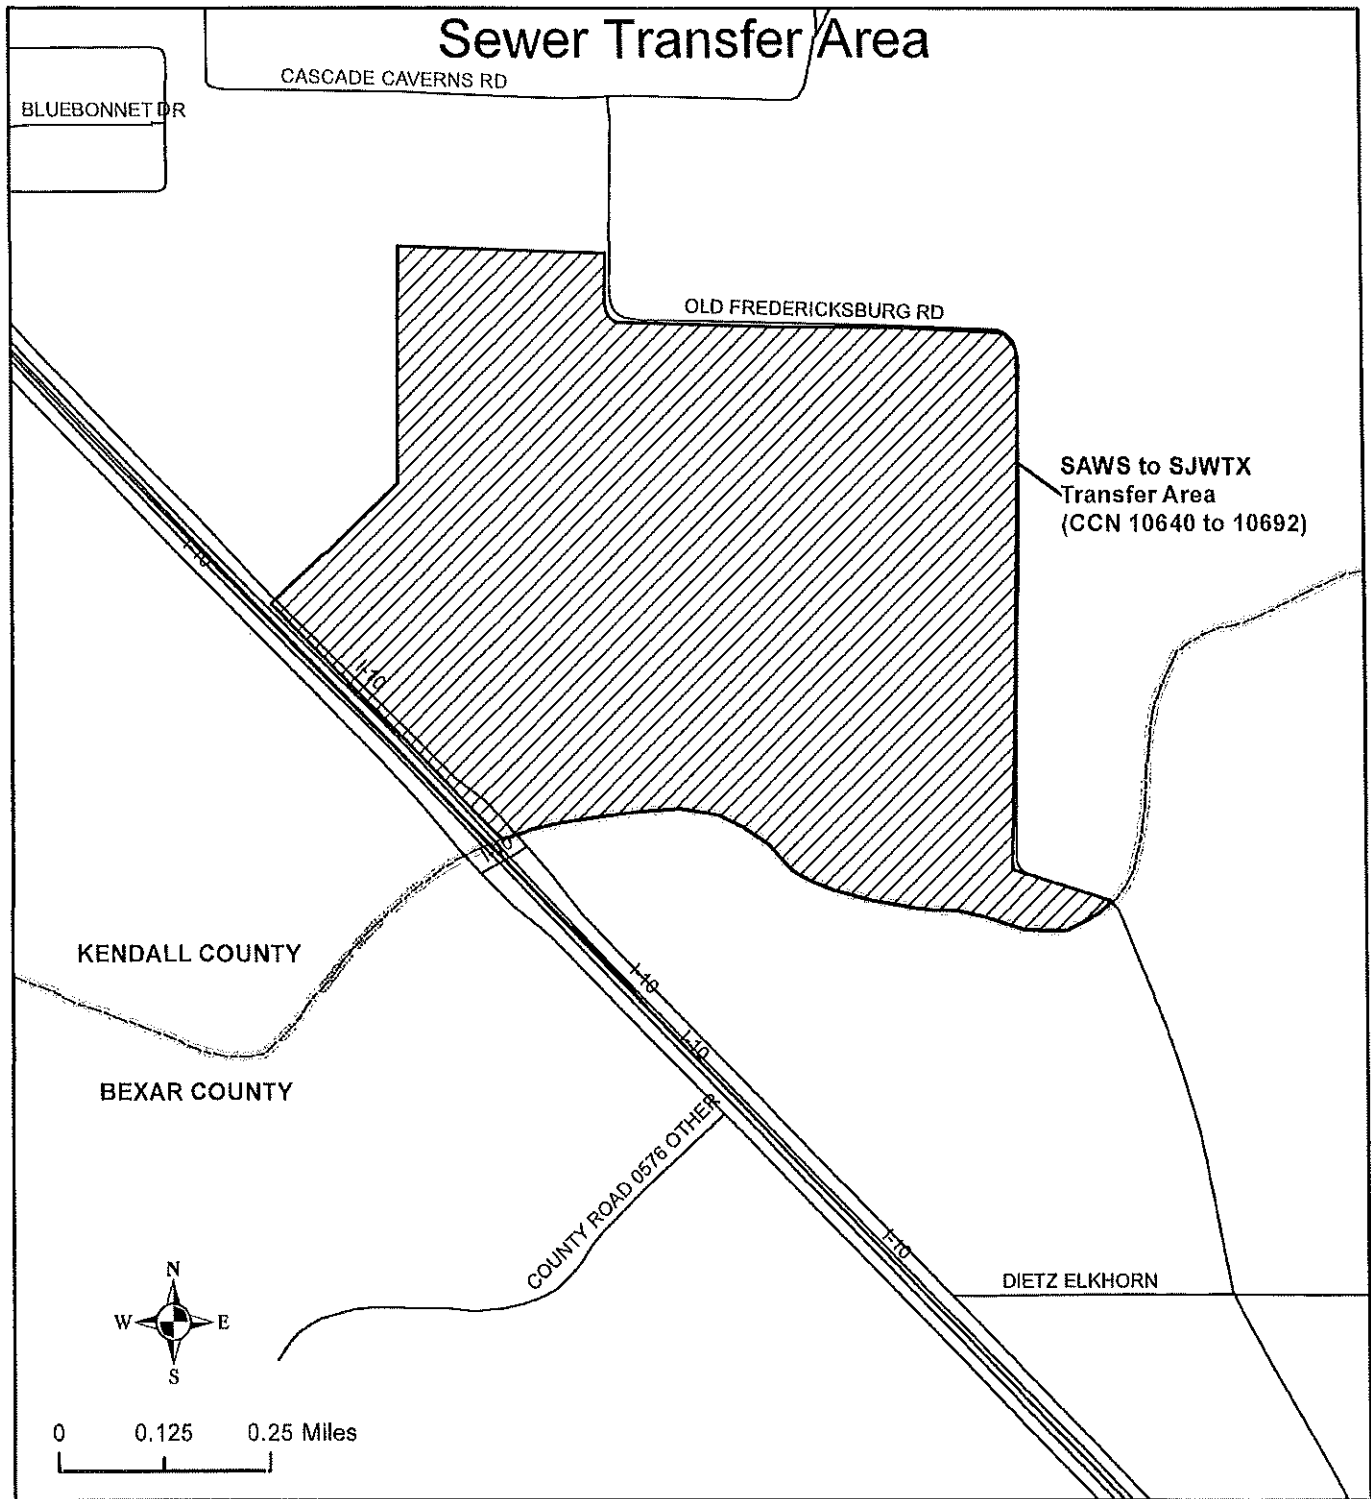 Sewer Transfer Area
CASCADE CAVERNS RD
BLUEBONNET DR
OLD FREDERICKSBURG RD
SAWS to SJWTX
Transfer Area
(CCN 10640 to 10692)
I-10
I-10
I-10
KENDALL COUNTY
I-10
I-10
BEXAR COUNTY
COUNTY ROAD 0576 OTHER
I-10
DIETZ ELKHORN
N
W E
S
0 0.125 0.25 Miles